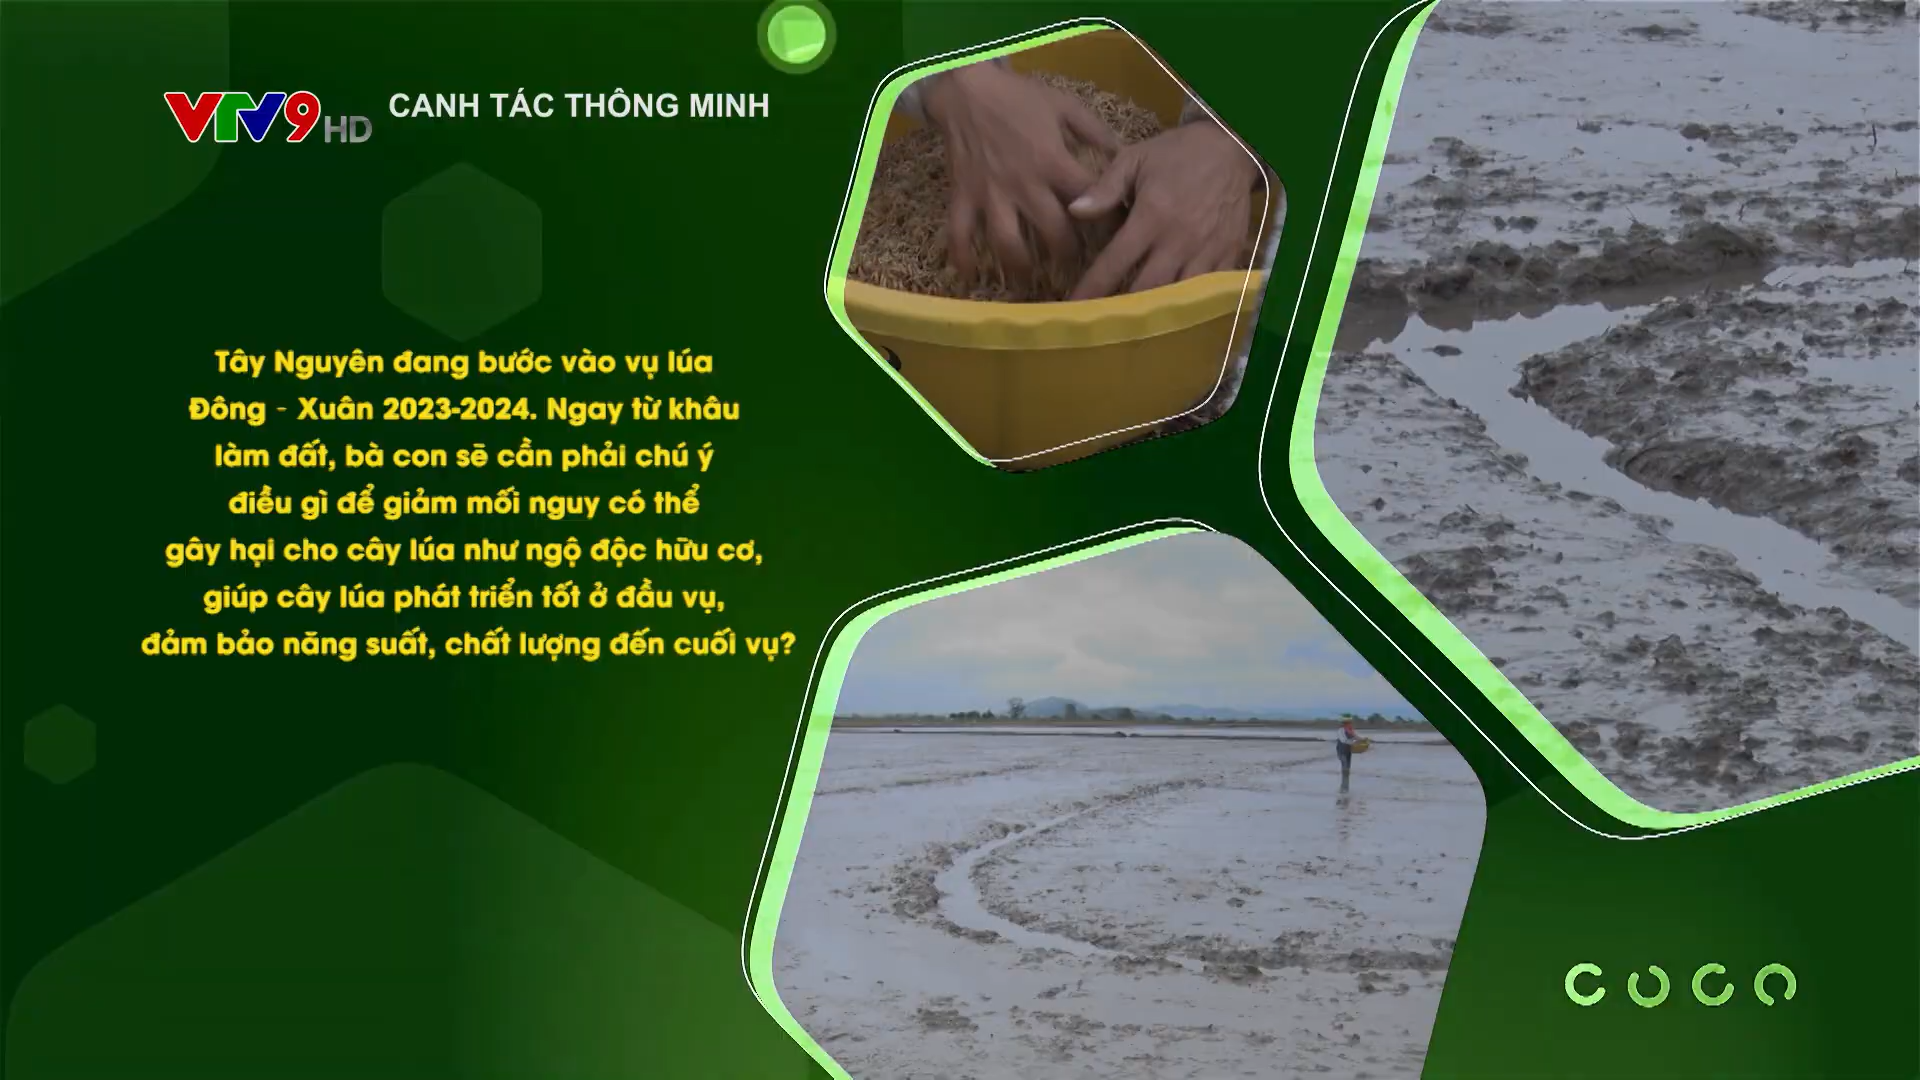 VTV9 HD CANH TÁC THÔNG MINH
Tây Nguyên đang bước vào vụ lúa
Đông - Xuân 2023-2024. Ngay từ khâu
làm đất, bà con sẽ cần phải chú ý
điều gì để giảm mối nguy có thể
gây hại cho cây lúa như ngộ độc hữu cơ,
giúp cây lúa phát triển tốt ở đầu vụ,
đảm bảo năng suất, chất lượng đến cuối vụ?